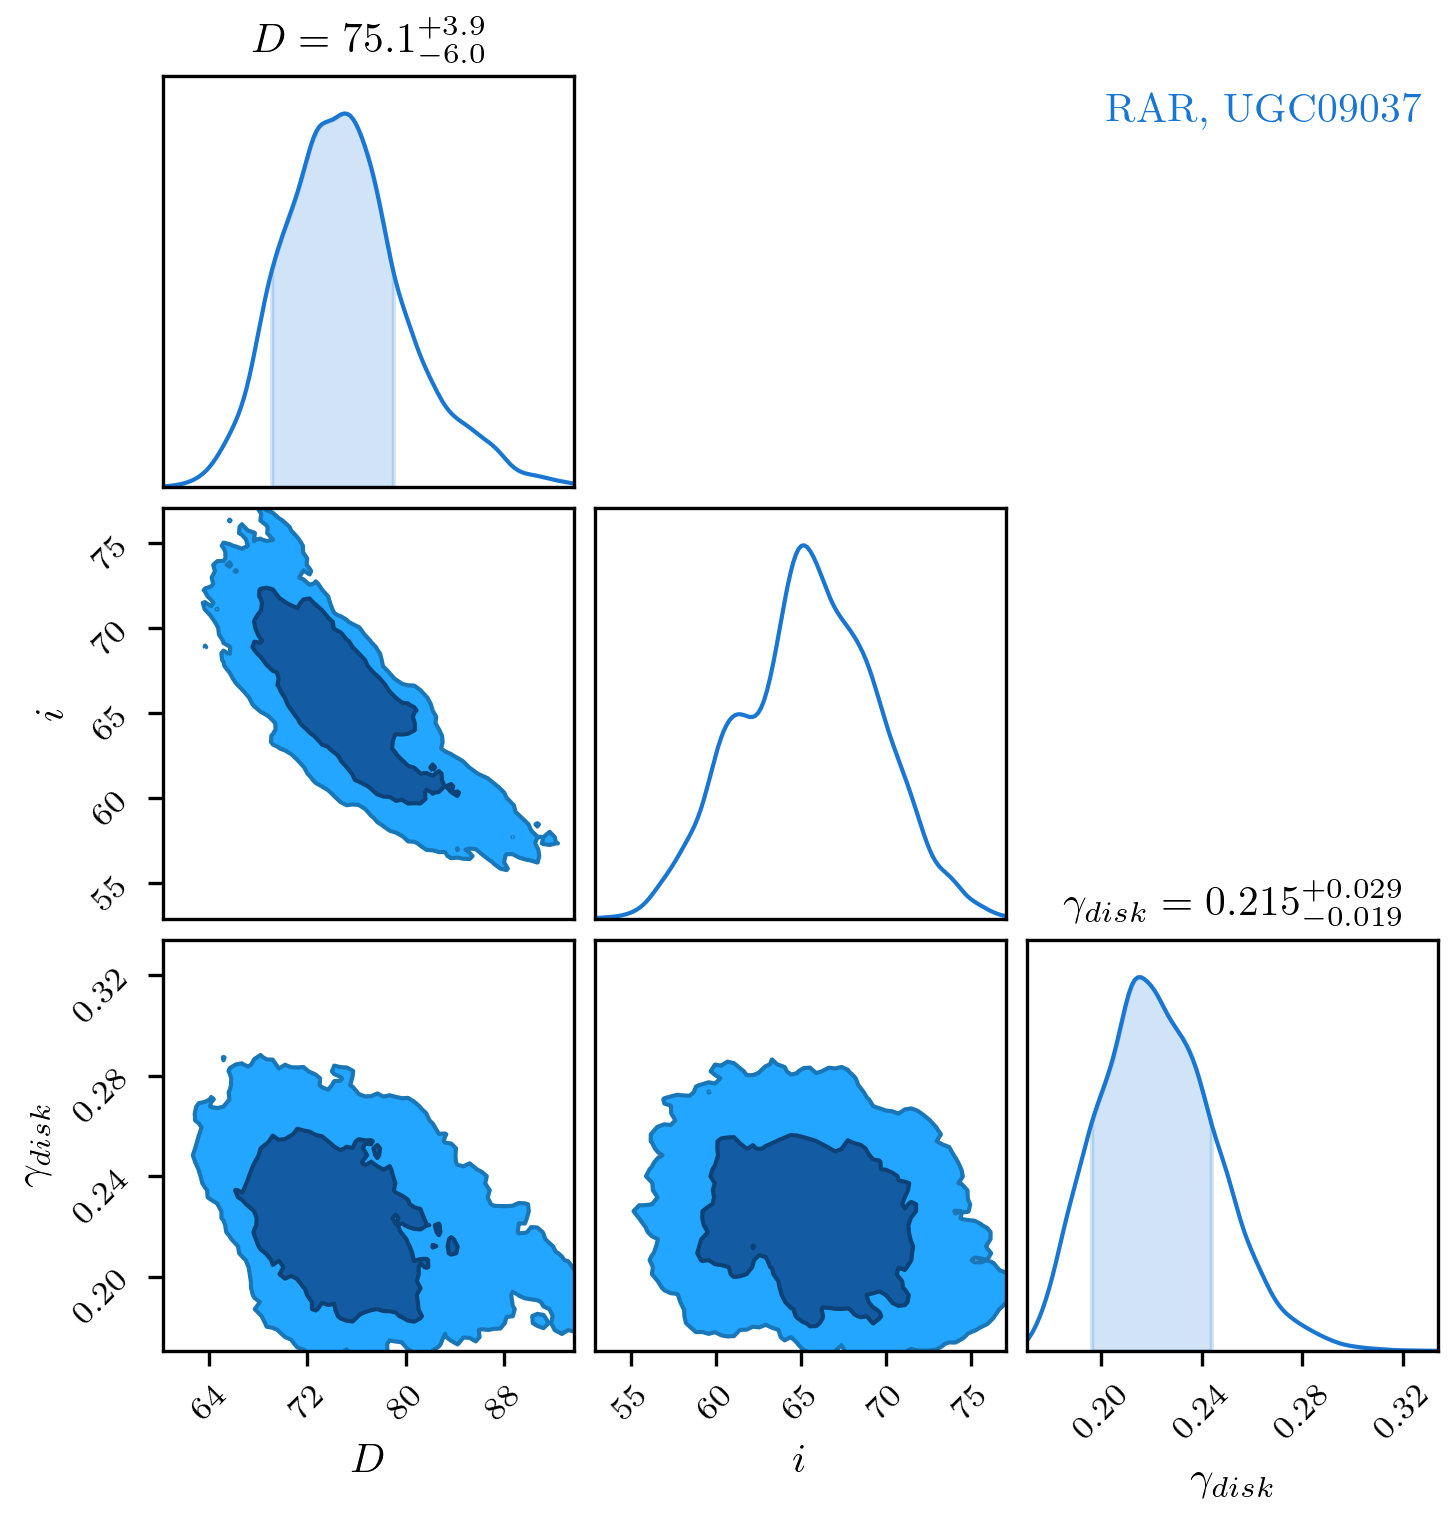 D = 75.1^{+3.9}_{-6.0}
RAR, UGC09037
75
70
65
60
55
i
γ_{disk} = 0.215^{+0.029}_{-0.019}
0.32
0.28
0.24
0.20
γ_{disk}
64 72 80 88
55 60 65 70 75
0.20 0.24 0.28 0.32
D
i
γ_{disk}